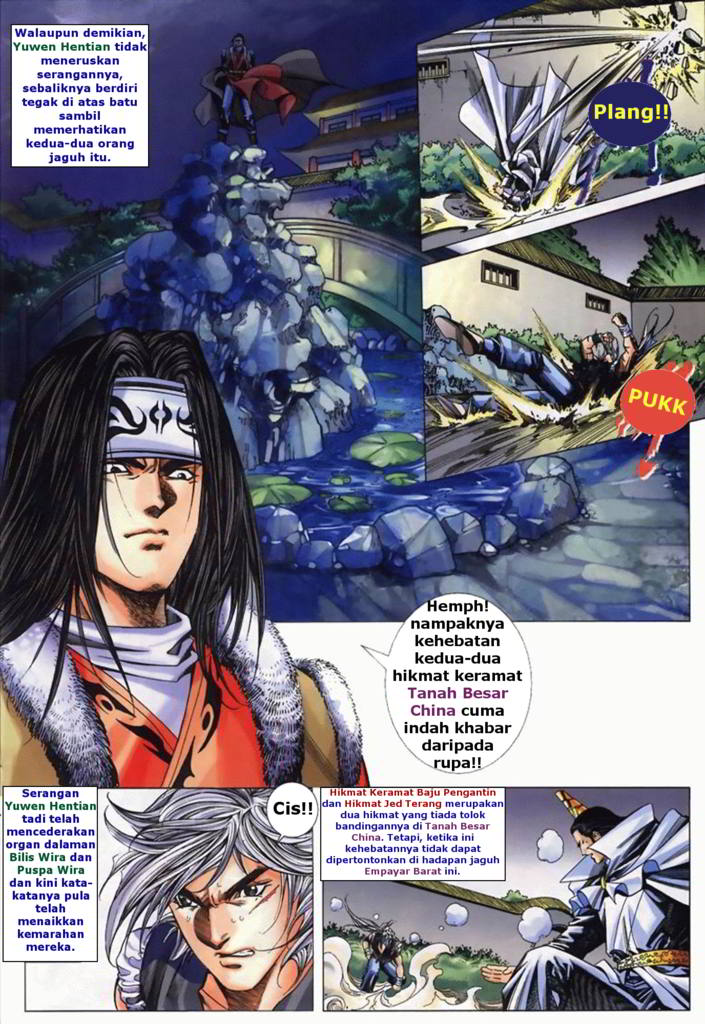 Walaupun demikian,
Yuwen Hentian tidak
meneruskan
serangannya,
sebaliknya berdiri
tegak di atas batu
sambil
memerhatikan
kedua-dua orang
jaguh itu.
Plang!!
PUKK
Hemph!
nampaknya
kehebatan
kedua-dua
hikmat keramat
Tanah Besar
China cuma
indah khabar
daripada
rupa!!
Serangan
Yuwen Hentian
tadi telah
mencederakan
organ dalaman
Bilis Wira dan
Puspa Wira
dan kini kata-
katanya pula
telah
menaikkan
kemarahan
mereka.
Cis!!
Hikmat Keramat Baju Pengantin
dan Hikmat Jed Terang merupakan
dua hikmat yang tiada tolok
bandingannya di Tanah Besar
China. Tetapi, ketika ini
kehebatannya tidak dapat
dipertontonkan di hadapan jaguh
Empayar Barat ini.